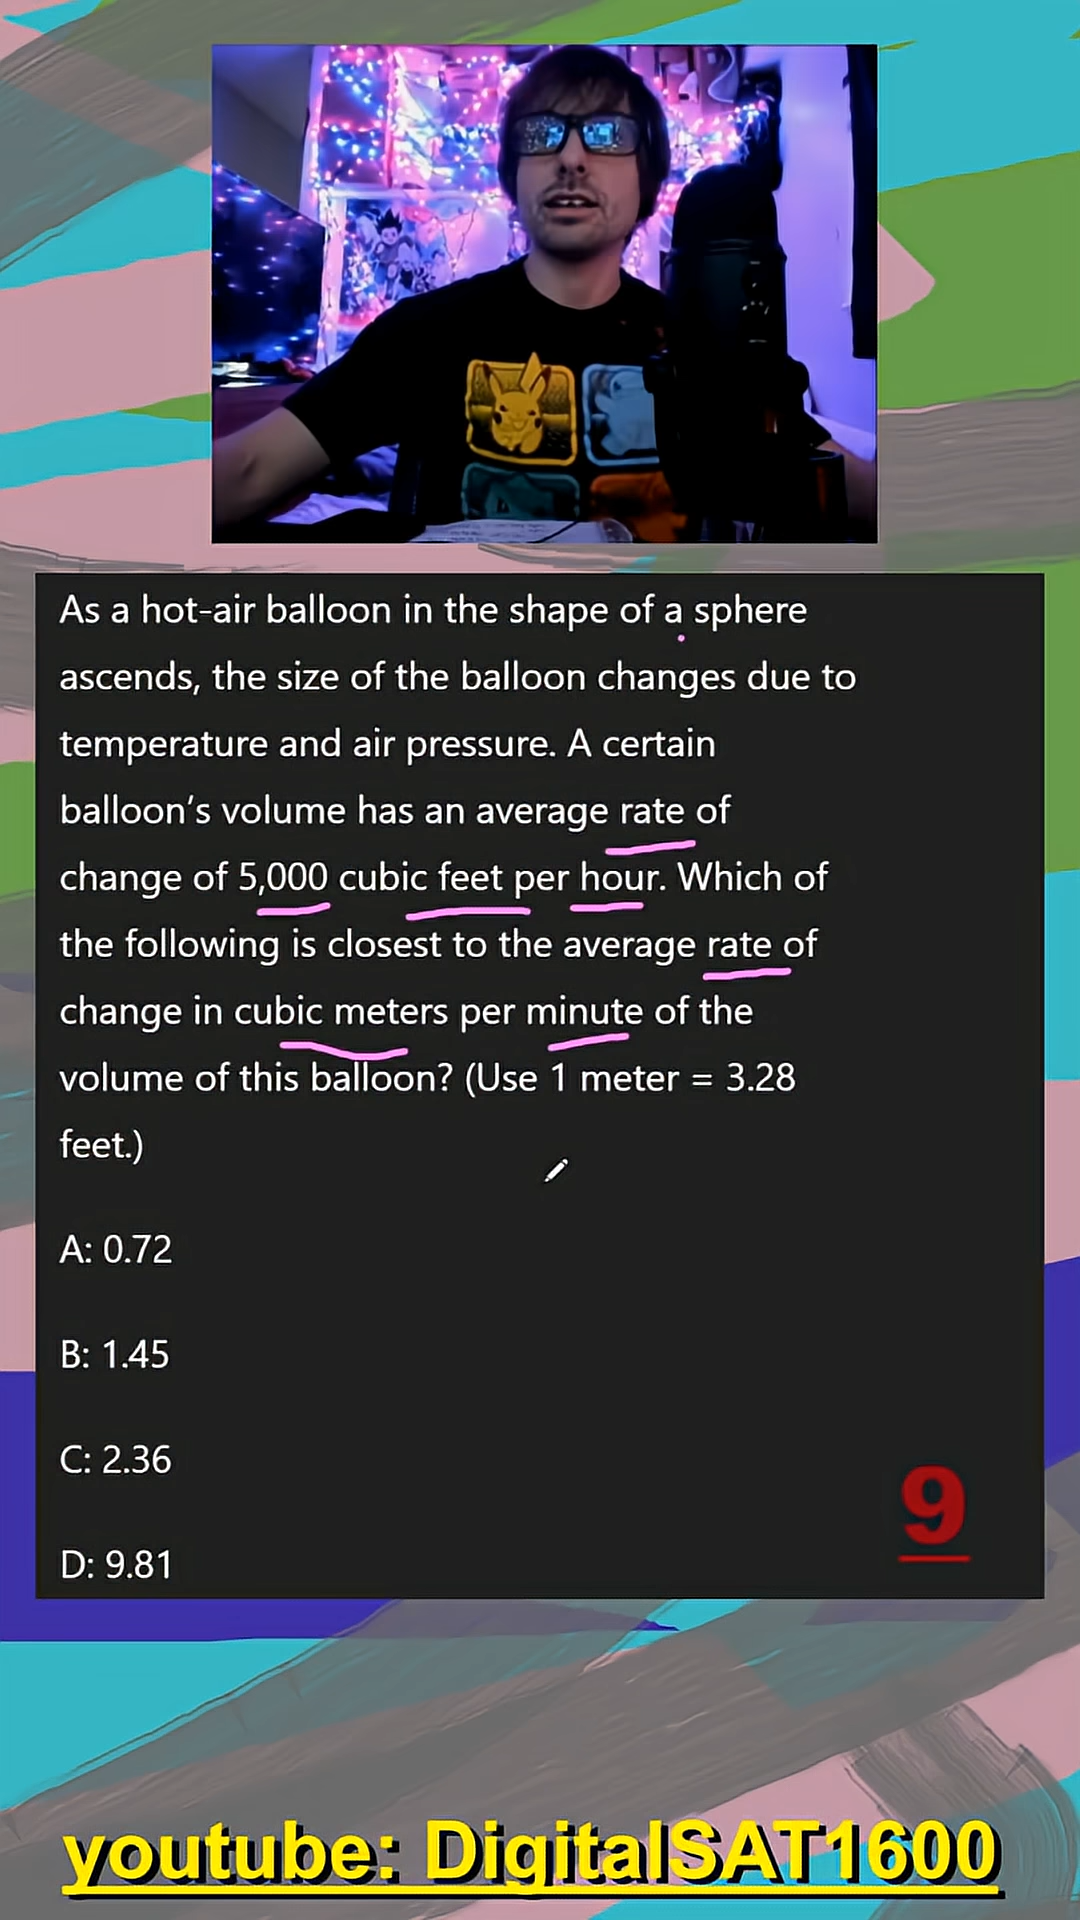 As a hot-air balloon in the shape of a sphere
ascends, the size of the balloon changes due to
temperature and air pressure. A certain
balloon’s volume has an average rate of
change of 5,000 cubic feet per hour. Which of
the following is closest to the average rate of
change in cubic meters per minute of the
volume of this balloon? (Use 1 meter = 3.28
feet.)
A: 0.72
B: 1.45
C: 2.36
D: 9.81
9
youtube: DigitalSAT1600